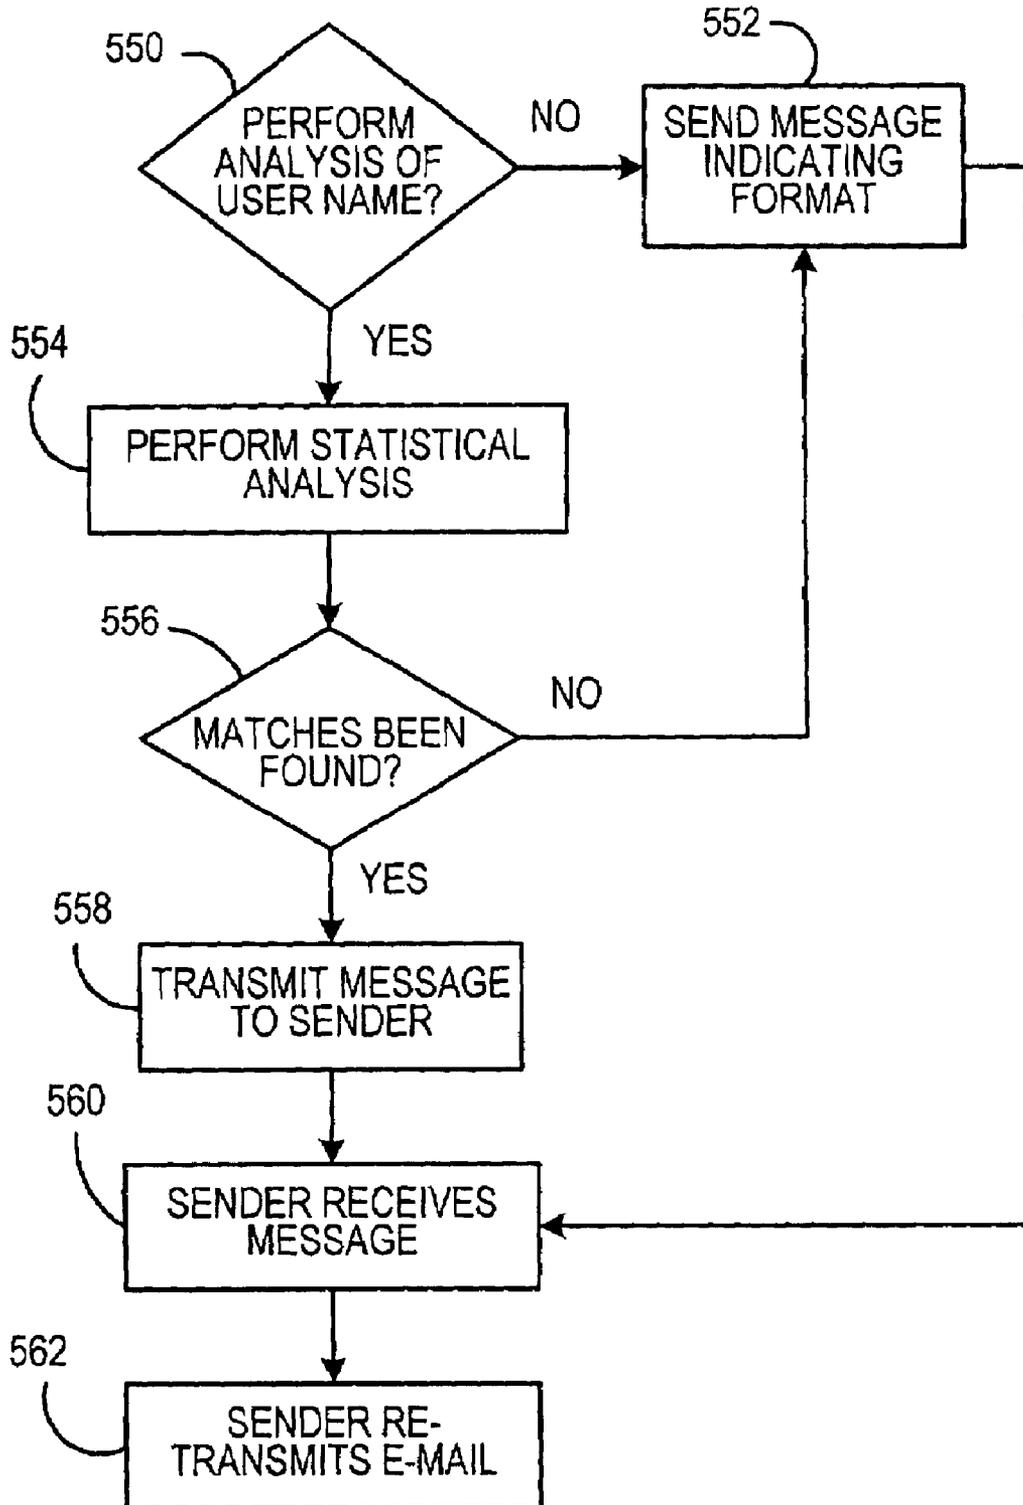 550
552
PERFORM
ANALYSIS OF
USER NAME?
NO
SEND MESSAGE
INDICATING
FORMAT
YES
554
PERFORM STATISTICAL
ANALYSIS
556
MATCHES BEEN
FOUND?
NO
YES
558
TRANSMIT MESSAGE
TO SENDER
560
SENDER RECEIVES
MESSAGE
562
SENDER RE-
TRANSMITS E-MAIL